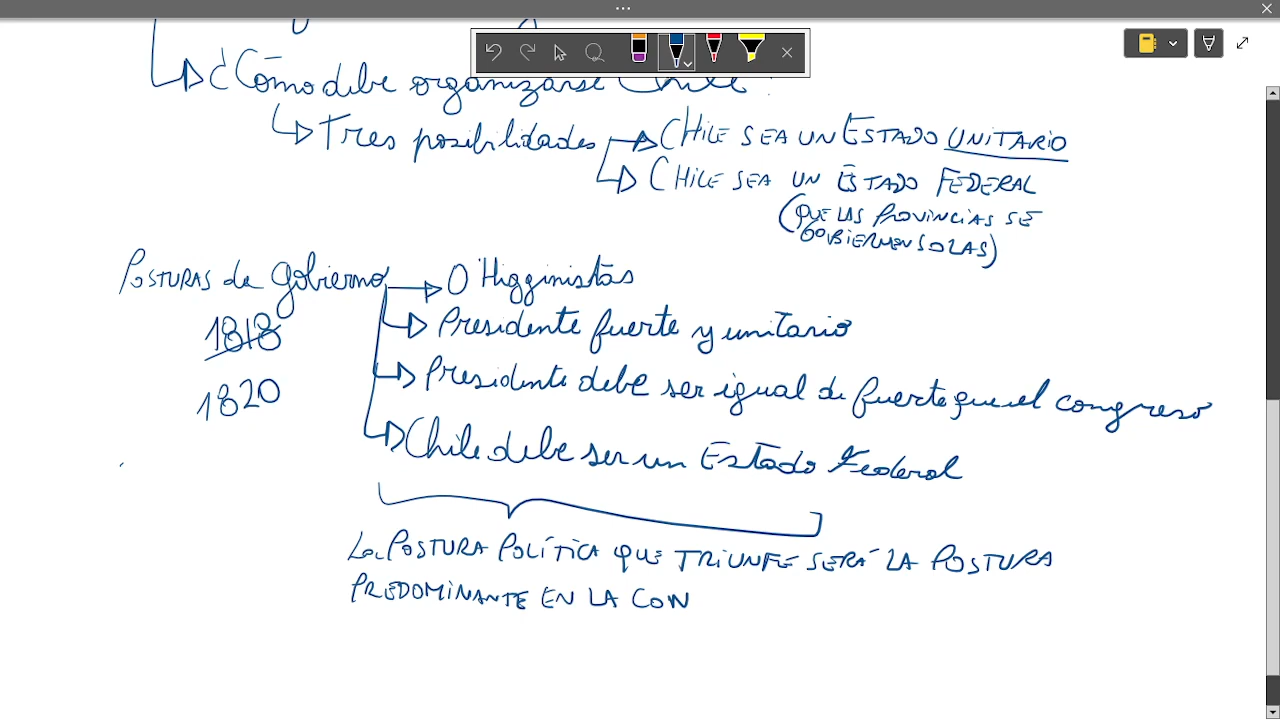 ¿Cómo debe organizarse Chile?
Tres posibilidades
CHILE SEA UN ESTADO UNITARIO
CHILE SEA UN ESTADO FEDERAL
(QUE LAS PROVINCIAS SE
GOBIERNEN SOLAS)
POSTURAS de Gobierno
O Higginistas
1818
Presidente fuerte y unitario
1820
Presidente debe ser igual de fuerte que el congreso
Chile debe ser un Estado Federal
La POSTURA POLÍTICA QUE TRIUNFE SERÁ LA POSTURA
PREDOMINANTE EN LA CON